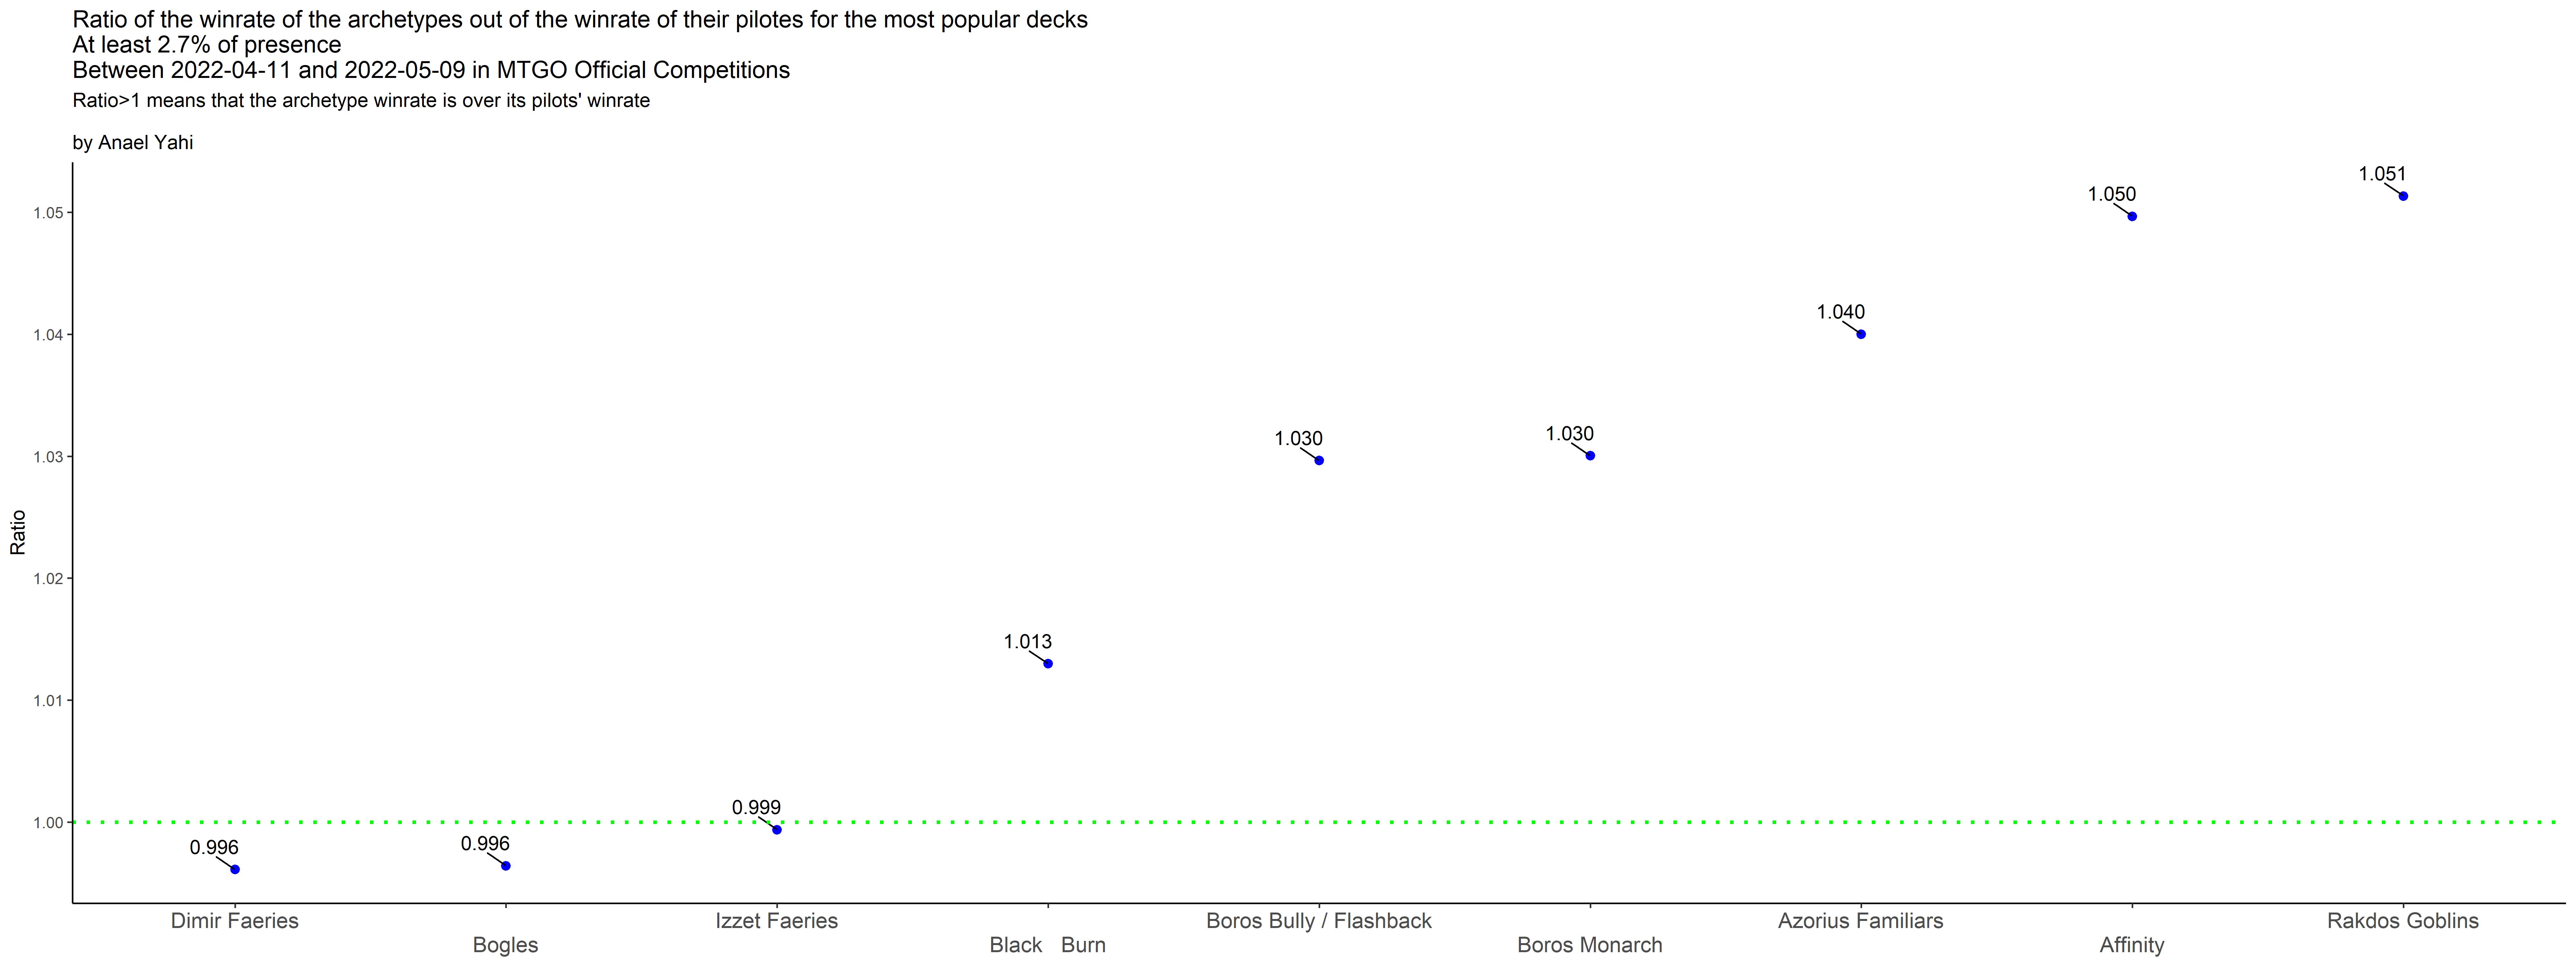 Ratio of the winrate of the archetypes out of the winrate of their pilotes for the most popular decks
At least 2.7% of presence
Between 2022-04-11 and 2022-05-09 in MTGO Official Competitions
Ratio>1 means that the archetype winrate is over its pilots' winrate
by Anael Yahi
Ratio
1.05
1.04
1.03
1.02
1.01
1.00
0.996
0.996
0.999
1.013
1.030
1.030
1.040
1.050
1.051
Dimir Faeries
Bogles
Izzet Faeries
Black   Burn
Boros Bully / Flashback
Boros Monarch
Azorius Familiars
Affinity
Rakdos Goblins